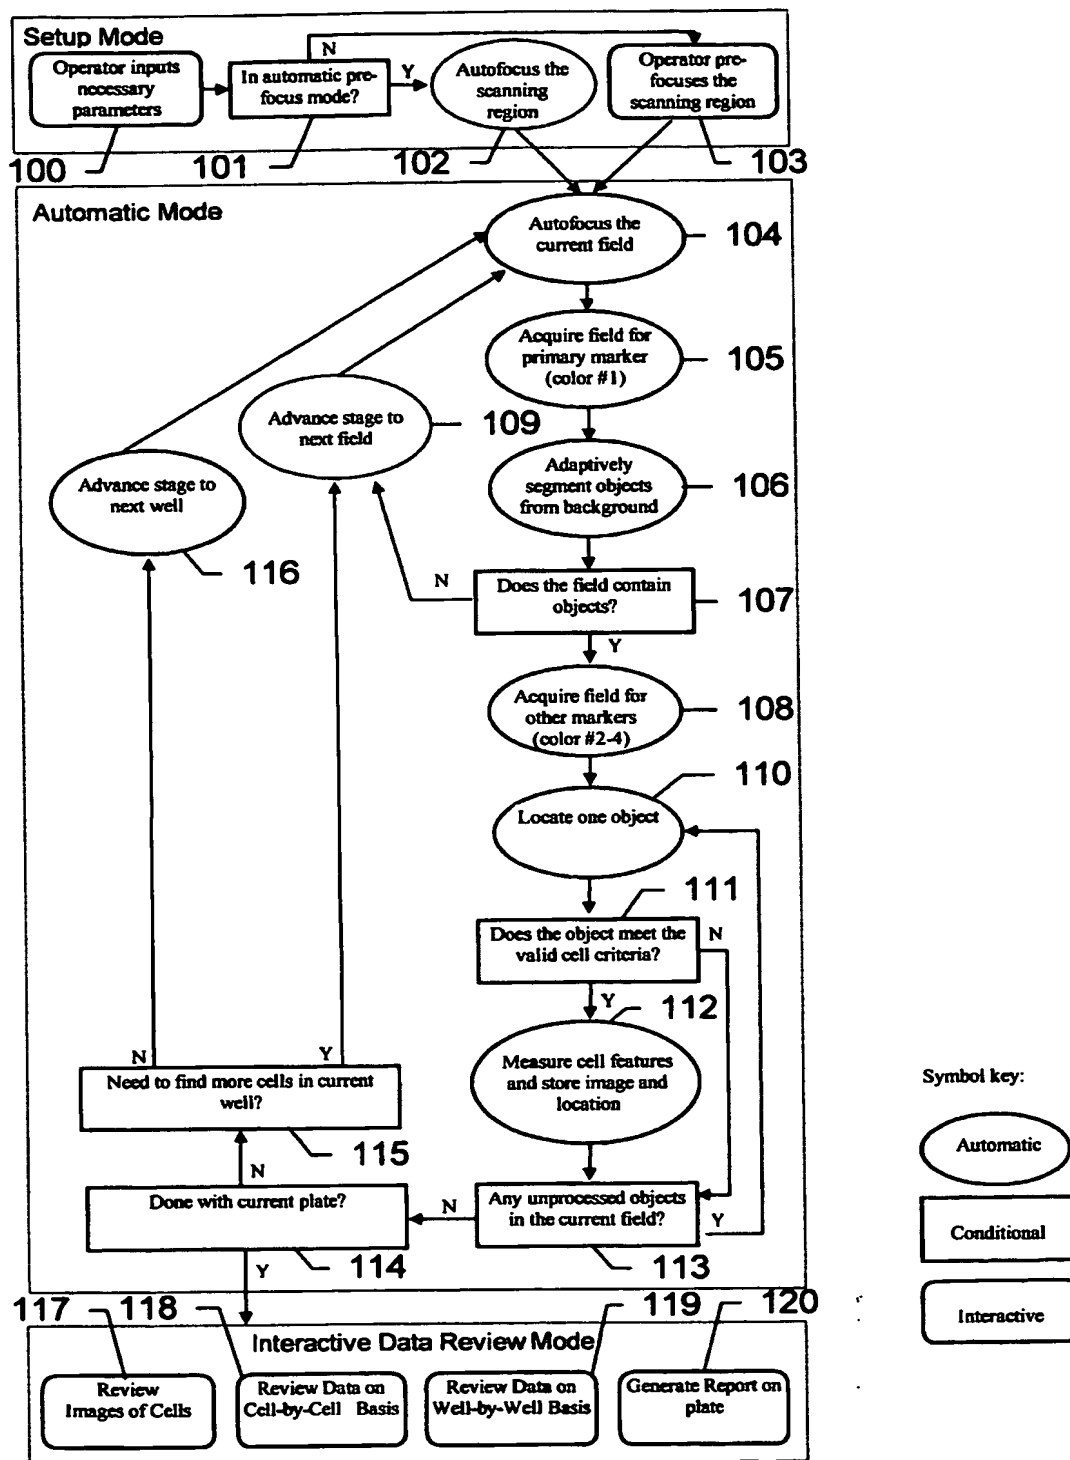 Setup Mode
N
Operator inputs
necessary
parameters
In automatic pre-
focus mode?
Y
Autofocus the
scanning
region
Operator pre-
focuses the
scanning region
100
101
102
103
Automatic Mode
Autofocus the
current field
104
Acquire field for
primary marker
(color #1)
105
Advance stage to
next field
109
Advance stage to
next well
116
Adaptively
segment objects
from background
106
N
Does the field contain
objects?
107
Y
Acquire field for
other markers
(color #2-4)
108
110
Locate one object
111
Does the object meet the
valid cell criteria?
N
Y
112
Measure cell features
and store image and
location
N
Y
Need to find more cells in current
well?
115
N
Done with current plate?
N
Any unprocessed objects
in the current field?
Y
Y
114
113
Symbol key:
Automatic
Conditional
Interactive
117
118
119
120
Interactive Data Review Mode
Review
Images of Cells
Review Data on
Cell-by-Cell Basis
Review Data on
Well-by-Well Basis
Generate Report on
plate